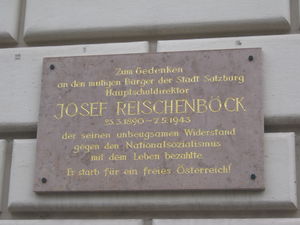 Zum Gedenken
an den mutigen Bürger der Stadt Salzburg
Hauptschuldirektor
JOSEF REISCHENBÖCK
25.3.1890–7.5.1943
der seinen unbeugsamen Widerstand
gegen den Nationalsozialismus
mit dem Leben bezahlte.
Er starb für ein freies Österreich!